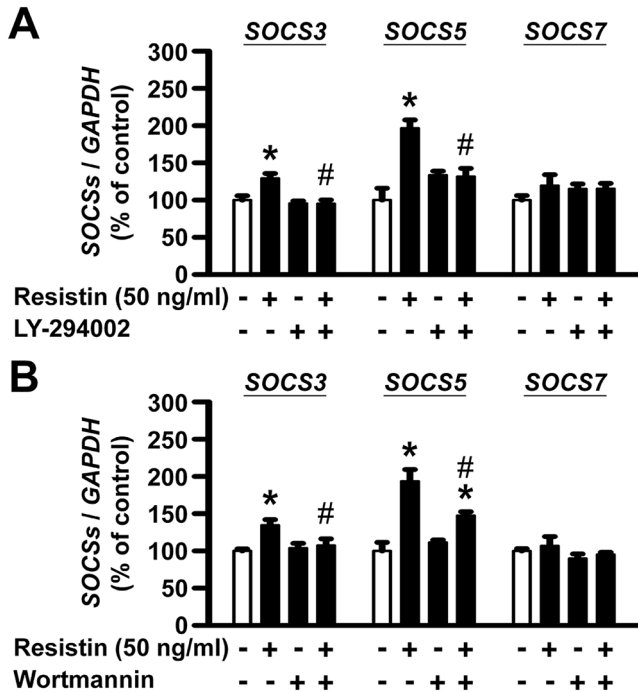 A
SOCS3 SOCS5 SOCS7
SOCSs / GAPDH
(% of control)
300
250
200
150
100
50
0
* # * #
Resistin (50 ng/ml) - + - + - + - + - + - +
LY-294002 - - + + - - + + - - + +
B
SOCS3 SOCS5 SOCS7
SOCSs / GAPDH
(% of control)
300
250
200
150
100
50
0
* # * # *
Resistin (50 ng/ml) - + - + - + - + - + - +
Wortmannin - - + + - - + + - - + +